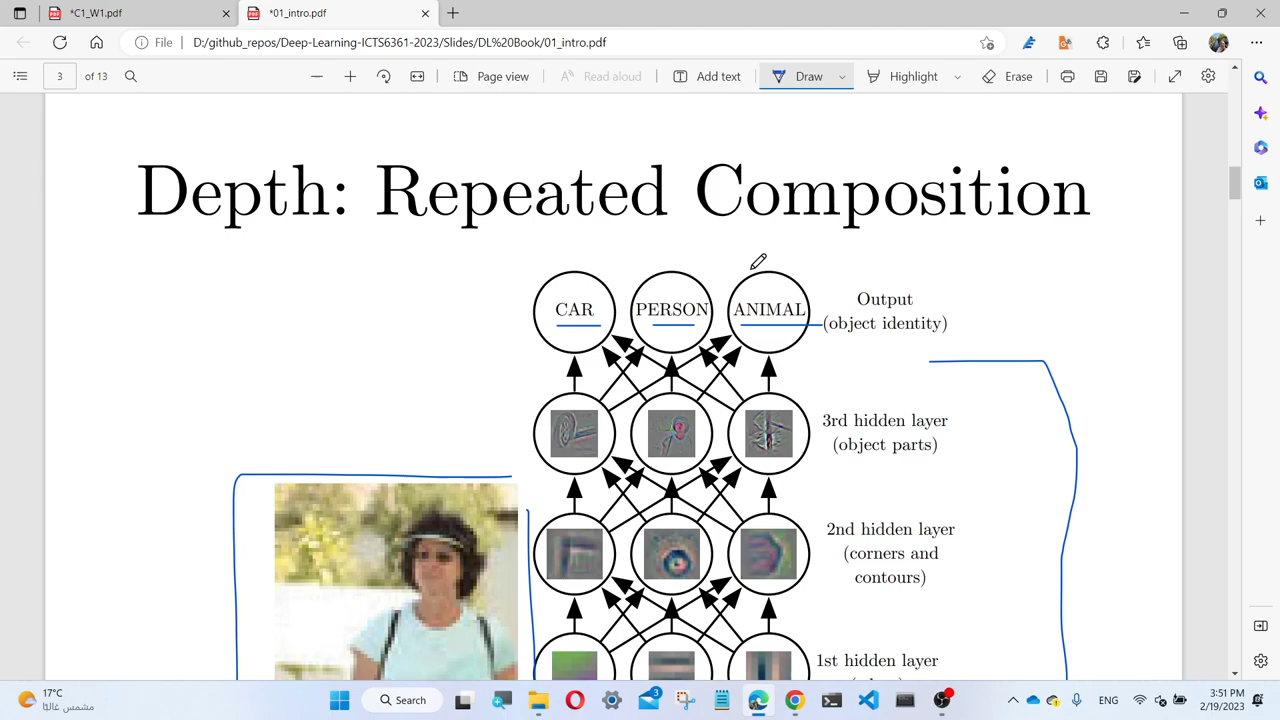 *C1_W1.pdf
*01_intro.pdf
File D:/github_repos/Deep-Learning-ICTS6361-2023/Slides/DL%20Book/01_intro.pdf
3 of 13
Page view
Read aloud
Add text
Draw
Highlight
Erase
Depth: Repeated Composition
CAR PERSON ANIMAL
Output
(object identity)
3rd hidden layer
(object parts)
2nd hidden layer
(corners and
contours)
1st hidden layer
17°C
مشمس غالبًا
Search
3
ENG
3:51 PM
2/19/2023